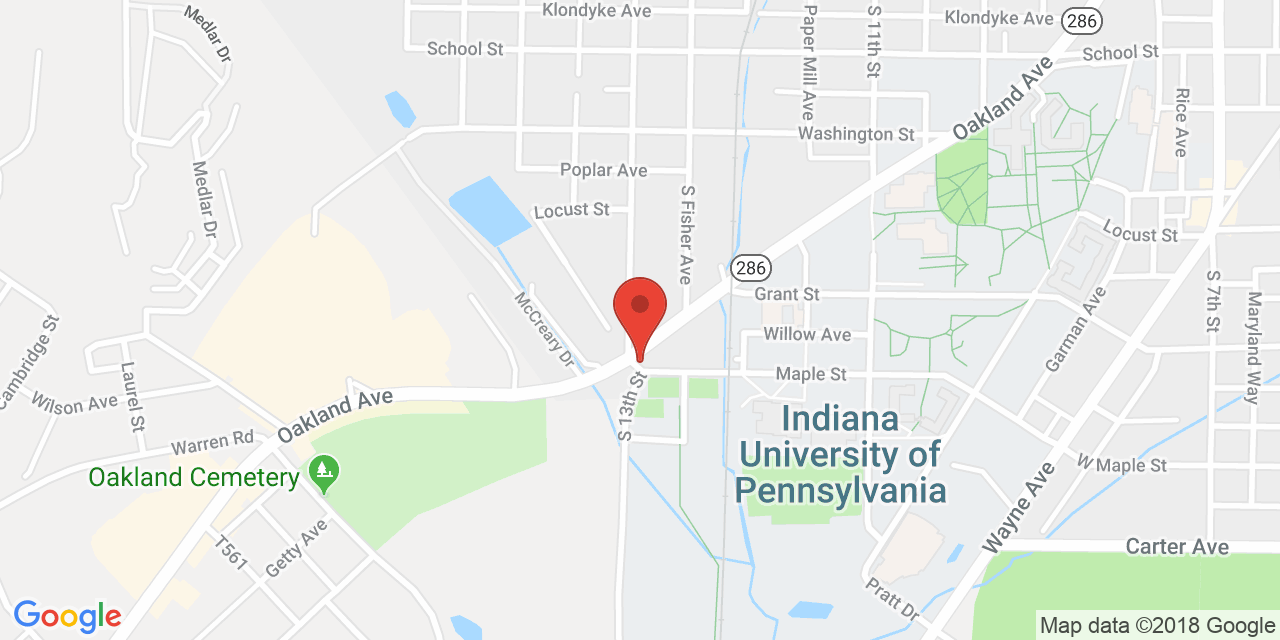 Klondyke Ave
Klondyke Ave
286
Medlar Dr
School St
Paper Mill Ave
S 11th St
School St
Oakland Ave
Rice Ave
Washington St
Poplar Ave
Medlar Dr
S Fisher Ave
Locust St
Locust St
286
Grant St
S 7th St
Maryland Way
Garman Ave
McCreary Dr
Willow Ave
Cambridge St
Laurel St
Maple St
Wilson Ave
Oakland Ave
S 13th St
Indiana
University of
Pennsylvania
Warren Rd
Oakland Cemetery
W Maple St
Wayne Ave
Carter Ave
T561
Getty Ave
Pratt Dr
Google
Map data ©2018 Google